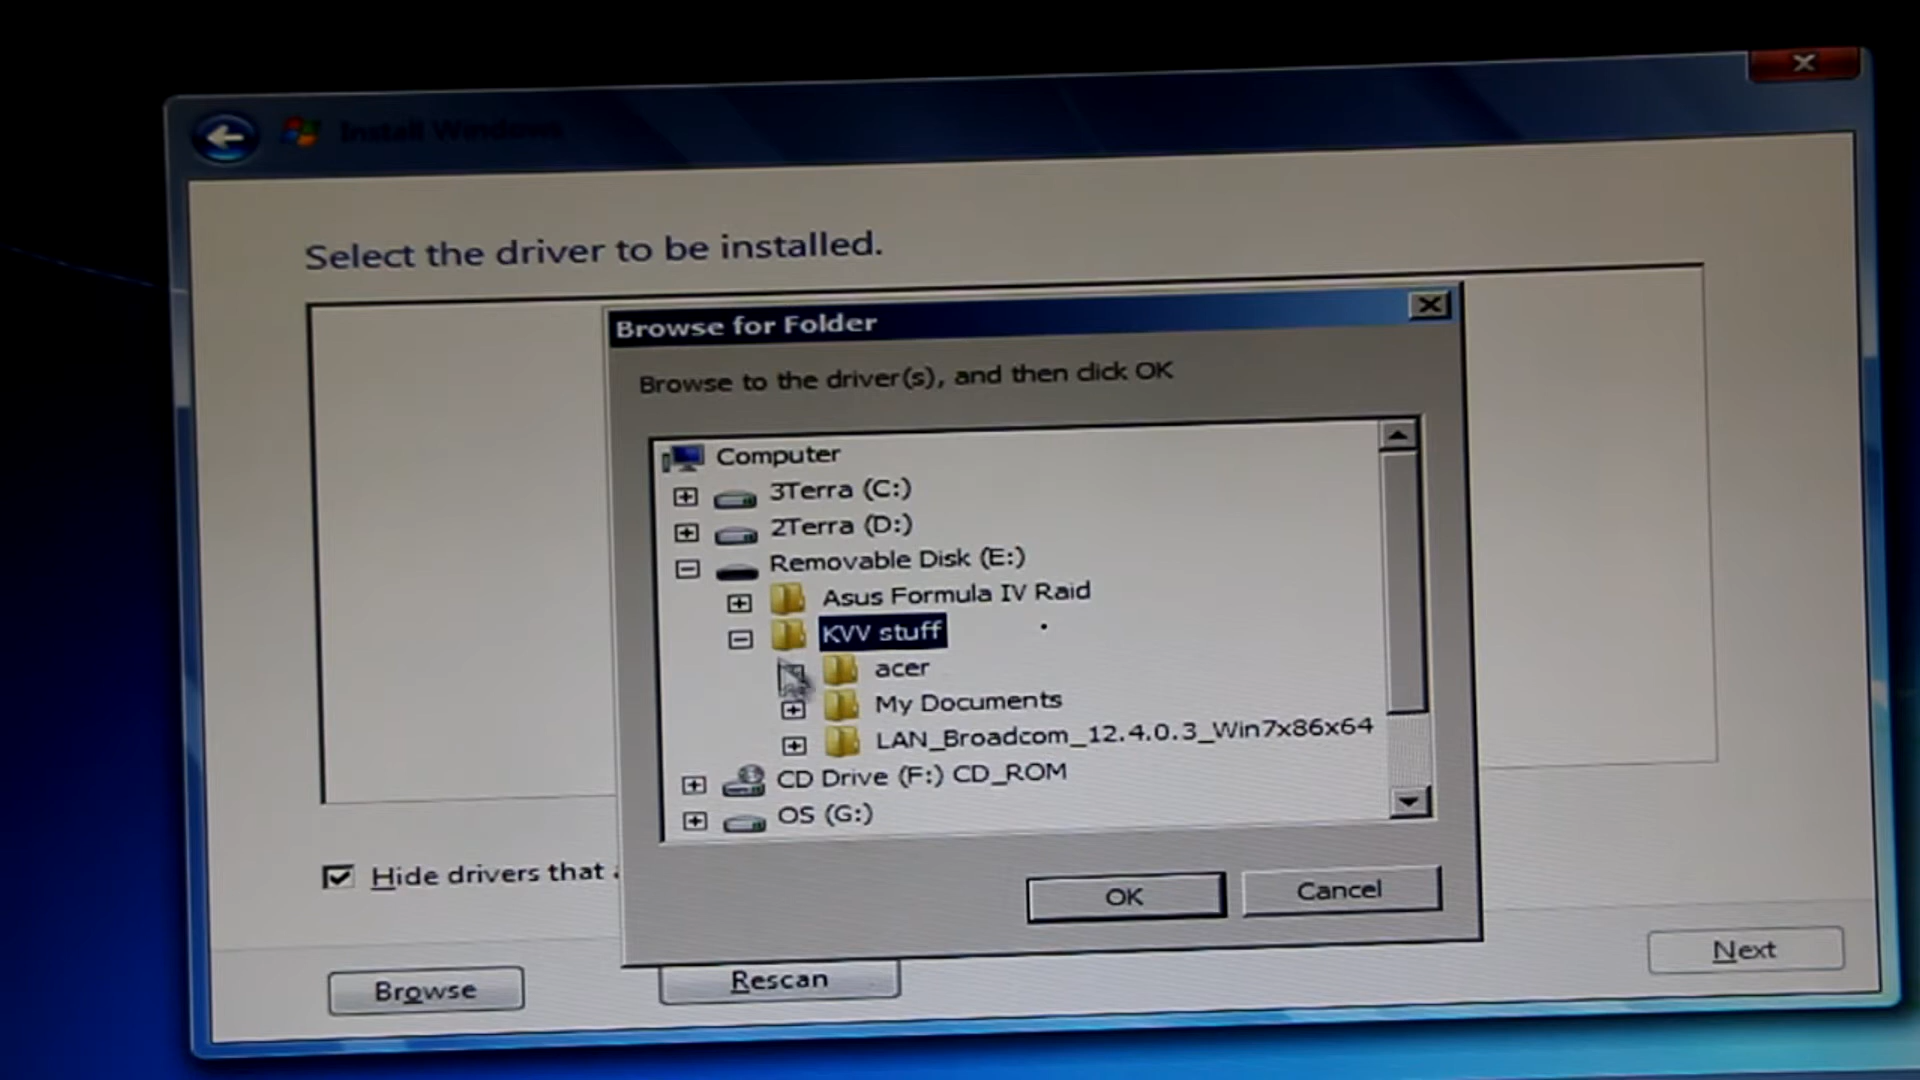 Install Windows
Select the driver to be installed.
Browse for Folder
Browse to the driver(s), and then click OK
Computer
3Terra (C:)
2Terra (D:)
Removable Disk (E:)
Asus Formula IV Raid
KVV stuff
acer
My Documents
LAN_Broadcom_12.4.0.3_Win7x86x64
CD Drive (F:) CD_ROM
OS (G:)
Hide drivers that
OK
Cancel
Browse
Rescan
Next